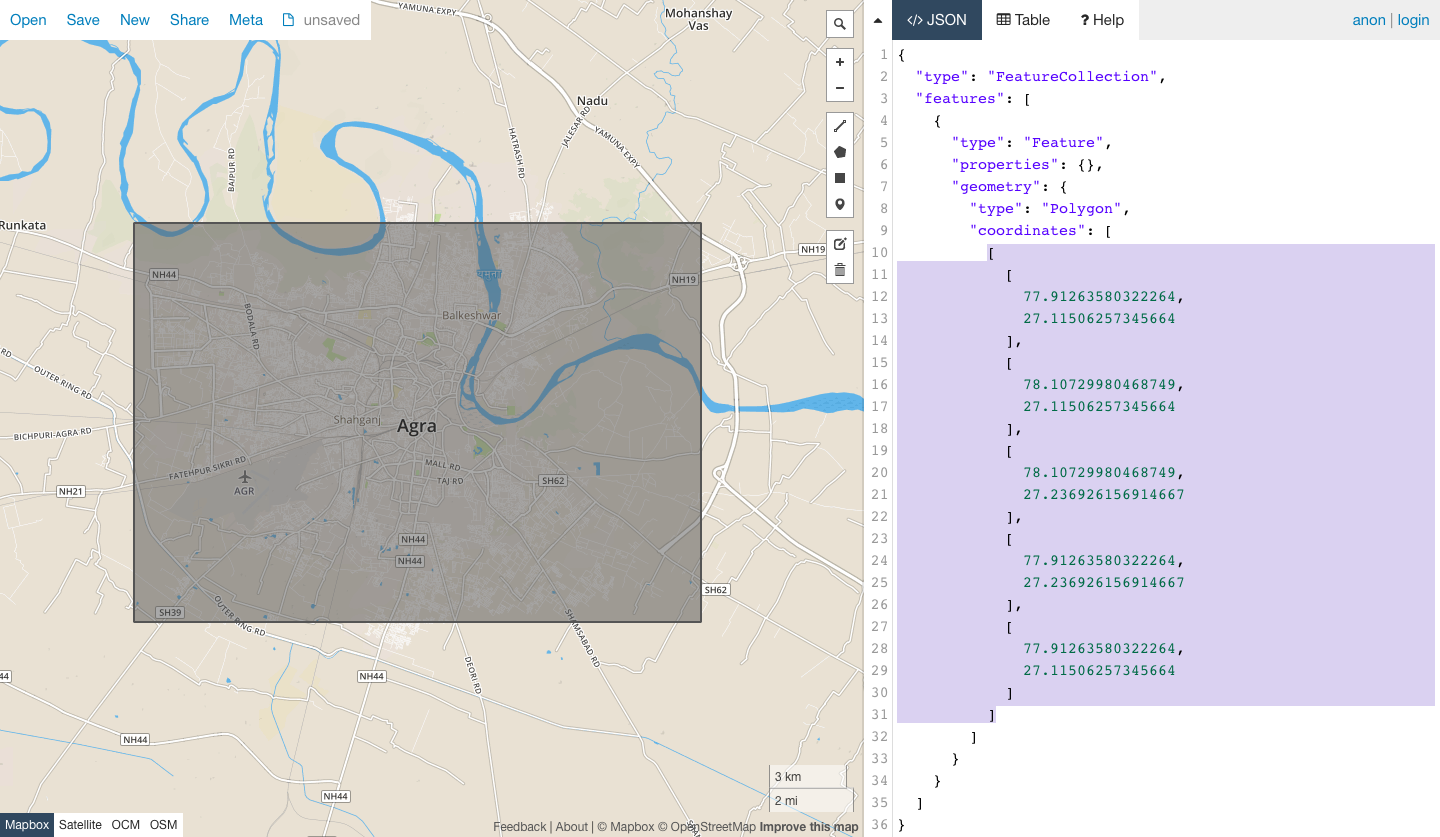 Open Save New Share Meta unsaved
YAMUNA EXPY
Mohanshay
Vas
Nadu
JALESAR RD
YAMUNA EXPY
HATRASH RD
BAIPUR RD
Runkata
NH19
NH44
यमुना
NH19
BODALA RD
Balkeshwar
RD
OUTER RING RD
Shahganj
Agra
BICHPURI-AGRA RD
FATEHPUR SIKRI RD
MALL RD
TAJ RD
AGR
SH62
NH21
NH44
NH44
SH62
SH39
OUTER RING RD
SHAMSABAD RD
DEORI RD
44
NH44
NH44
NH44
3 km
2 mi
Mapbox Satellite OCM OSM
Feedback | About | © Mapbox © OpenStreetMap Improve this map
</> JSON Table ? Help
anon | login
1 {
2 "type": "FeatureCollection",
3 "features": [
4 {
5 "type": "Feature",
6 "properties": {},
7 "geometry": {
8 "type": "Polygon",
9 "coordinates": [
10 [
11 [
12 77.91263580322264,
13 27.11506257345664
14 ],
15 [
16 78.10729980468749,
17 27.11506257345664
18 ],
19 [
20 78.10729980468749,
21 27.236926156914667
22 ],
23 [
24 77.91263580322264,
25 27.236926156914667
26 ],
27 [
28 77.91263580322264,
29 27.11506257345664
30 ]
31 ]
32 ]
33 }
34 }
35 ]
36 }